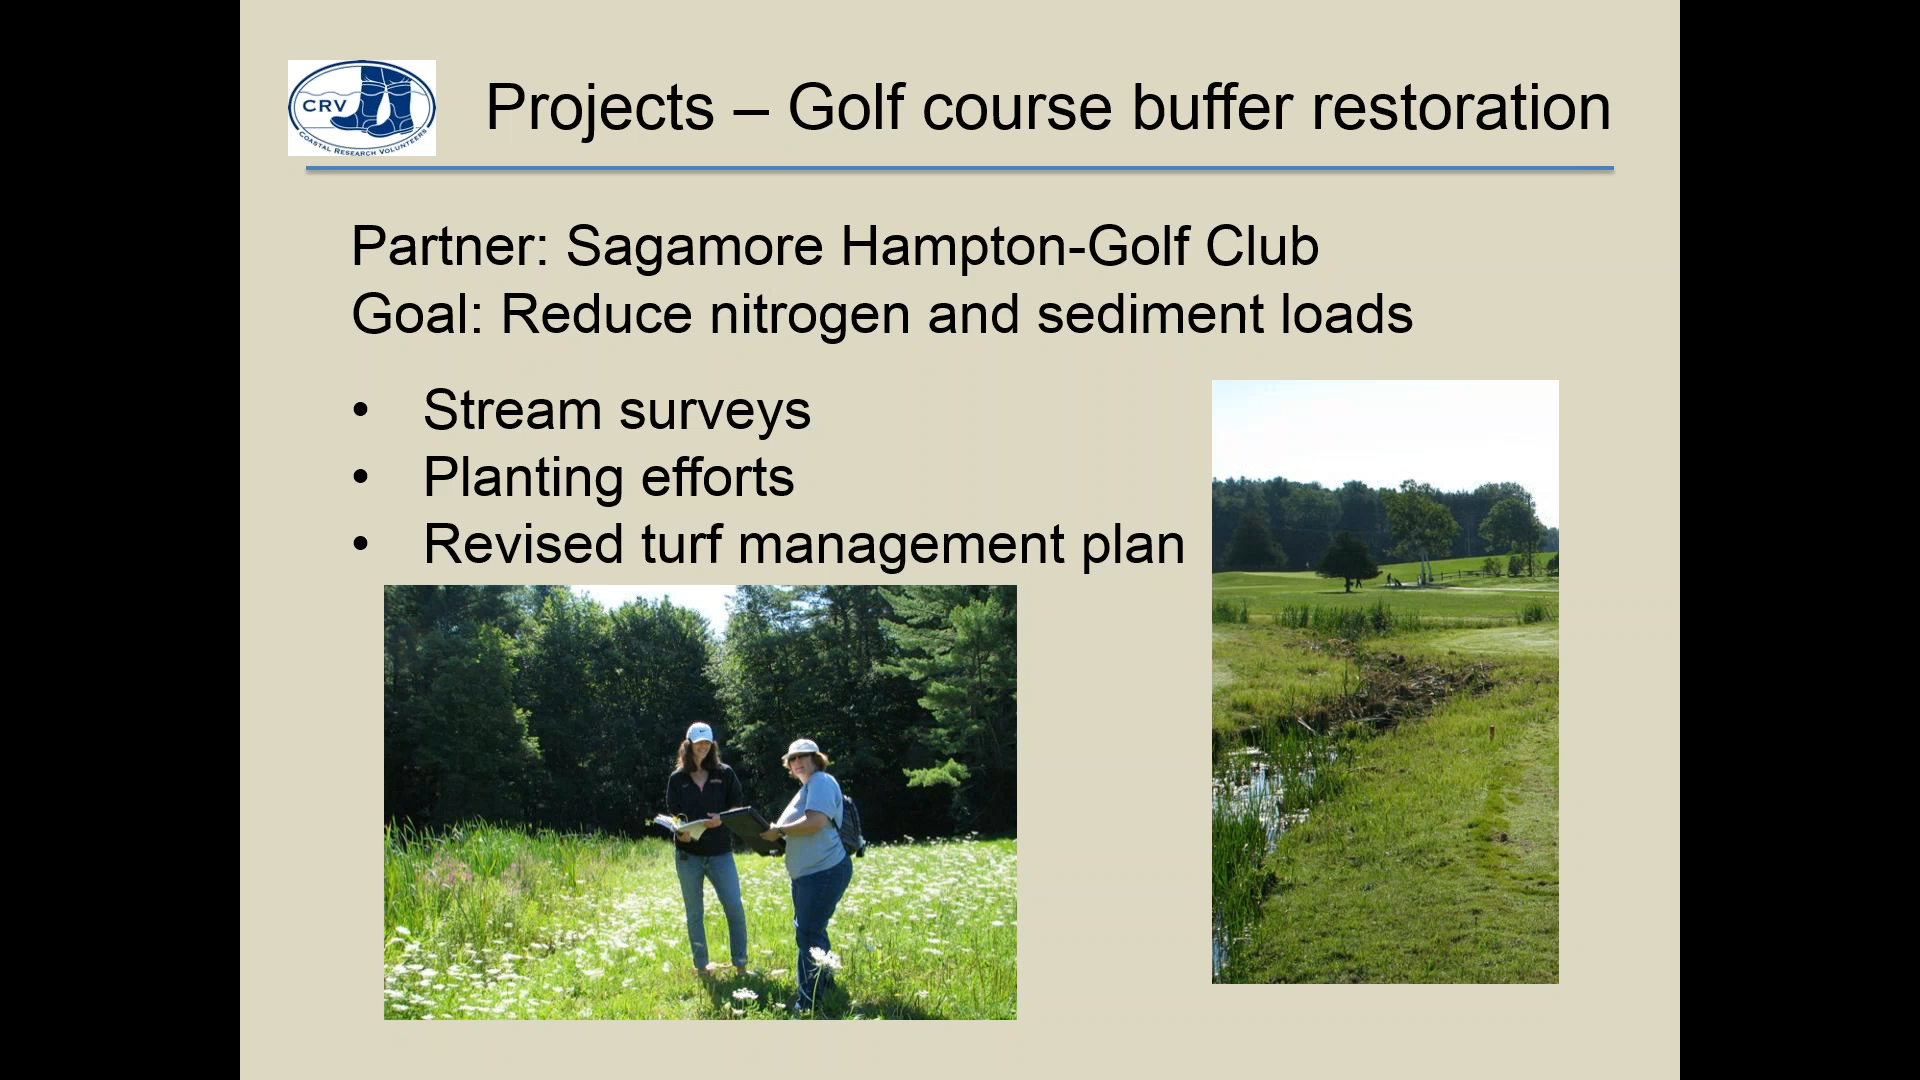 CRV
COASTAL RESEARCH VOLUNTEERS
Projects – Golf course buffer restoration
Partner: Sagamore Hampton-Golf Club
Goal: Reduce nitrogen and sediment loads
• Stream surveys
• Planting efforts
• Revised turf management plan